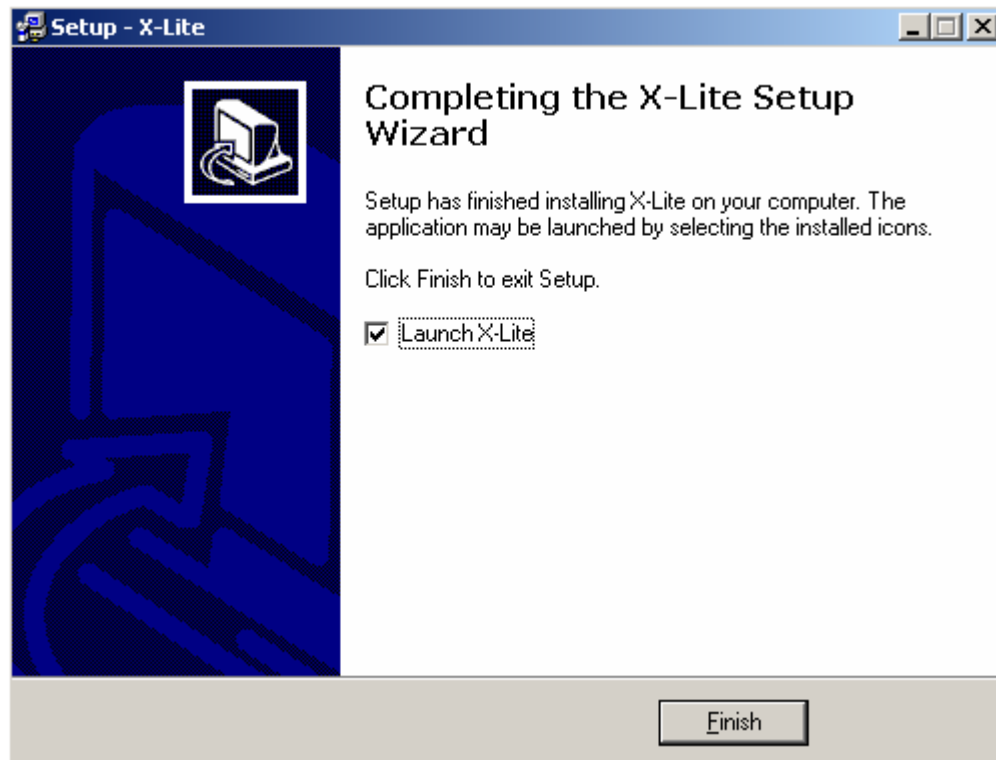 Setup - X-Lite
Completing the X-Lite Setup
Wizard
Setup has finished installing X-Lite on your computer. The
application may be launched by selecting the installed icons.
Click Finish to exit Setup.
Launch X-Lite
Finish